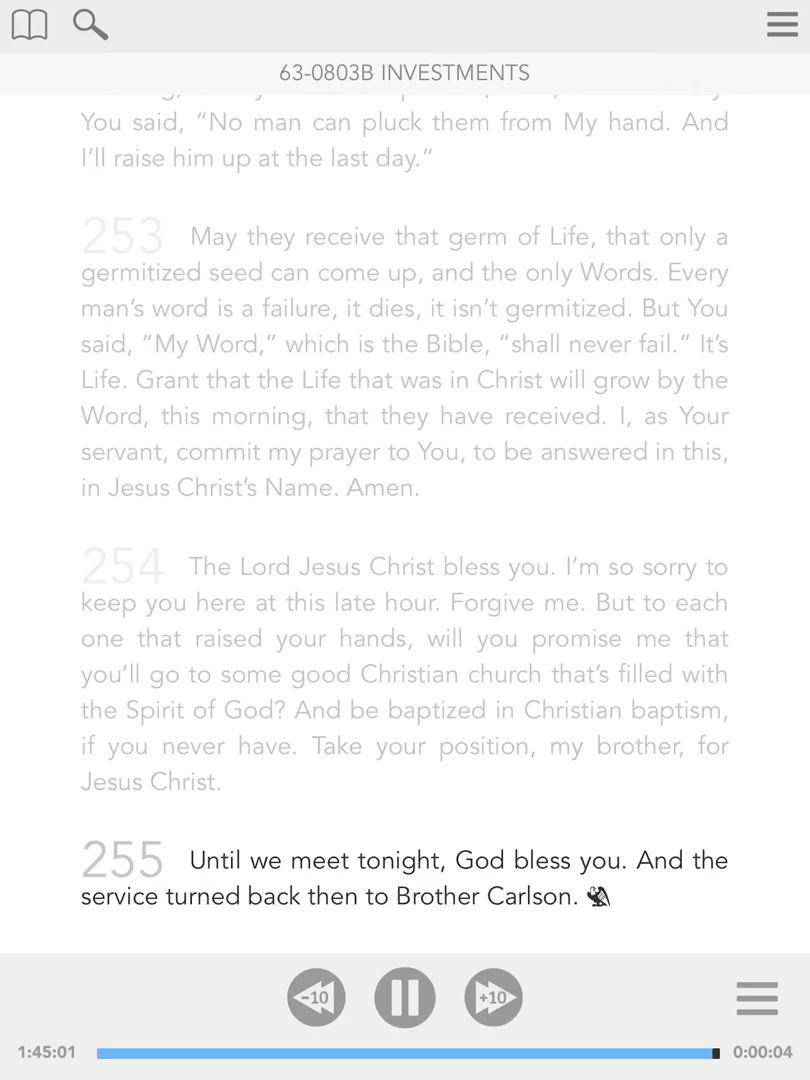 63-0803B INVESTMENTS
You said, “No man can pluck them from My hand. And
I’ll raise him up at the last day.”
253 May they receive that germ of Life, that only a
germitized seed can come up, and the only Words. Every
man’s word is a failure, it dies, it isn’t germitized. But You
said, “My Word,” which is the Bible, “shall never fail.” It’s
Life. Grant that the Life that was in Christ will grow by the
Word, this morning, that they have received. I, as Your
servant, commit my prayer to You, to be answered in this,
in Jesus Christ’s Name. Amen.
254 The Lord Jesus Christ bless you. I’m so sorry to
keep you here at this late hour. Forgive me. But to each
one that raised your hands, will you promise me that
you’ll go to some good Christian church that’s filled with
the Spirit of God? And be baptized in Christian baptism,
if you never have. Take your position, my brother, for
Jesus Christ.
255 Until we meet tonight, God bless you. And the
service turned back then to Brother Carlson.
-10 +10
1:45:01 0:00:04